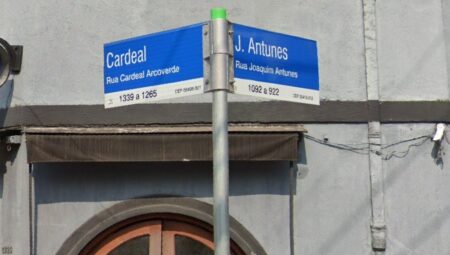 Cardeal
Rua Cardeal Arcoverde
1339 a 1265
J. Antunes
Rua Joaquim Antunes
1092 a 922